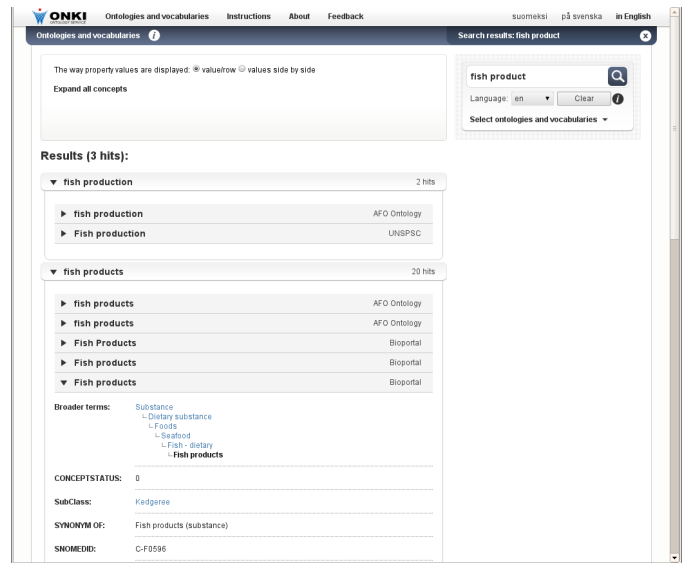 ONKI
ONTOLOGY SERVICE
Ontologies and vocabularies Instructions About Feedback suomeksi på svenska in English
Ontologies and vocabularies i Search results: fish product x
The way property values are displayed: value/row values side by side
Expand all concepts
fish product
Language: en Clear i
Select ontologies and vocabularies
Results (3 hits):
fish production 2 hits
fish production AFO Ontology
Fish production UNSPSC
fish products 20 hits
fish products AFO Ontology
fish products AFO Ontology
Fish Products Bioportal
Fish products Bioportal
Fish products Bioportal
Broader terms: Substance
Dietary substance
Foods
Seafood
Fish - dietary
Fish products
CONCEPTSTATUS: 0
SubClass: Kedgeree
SYNONYM OF: Fish products (substance)
SNOMEDID: C-F0596